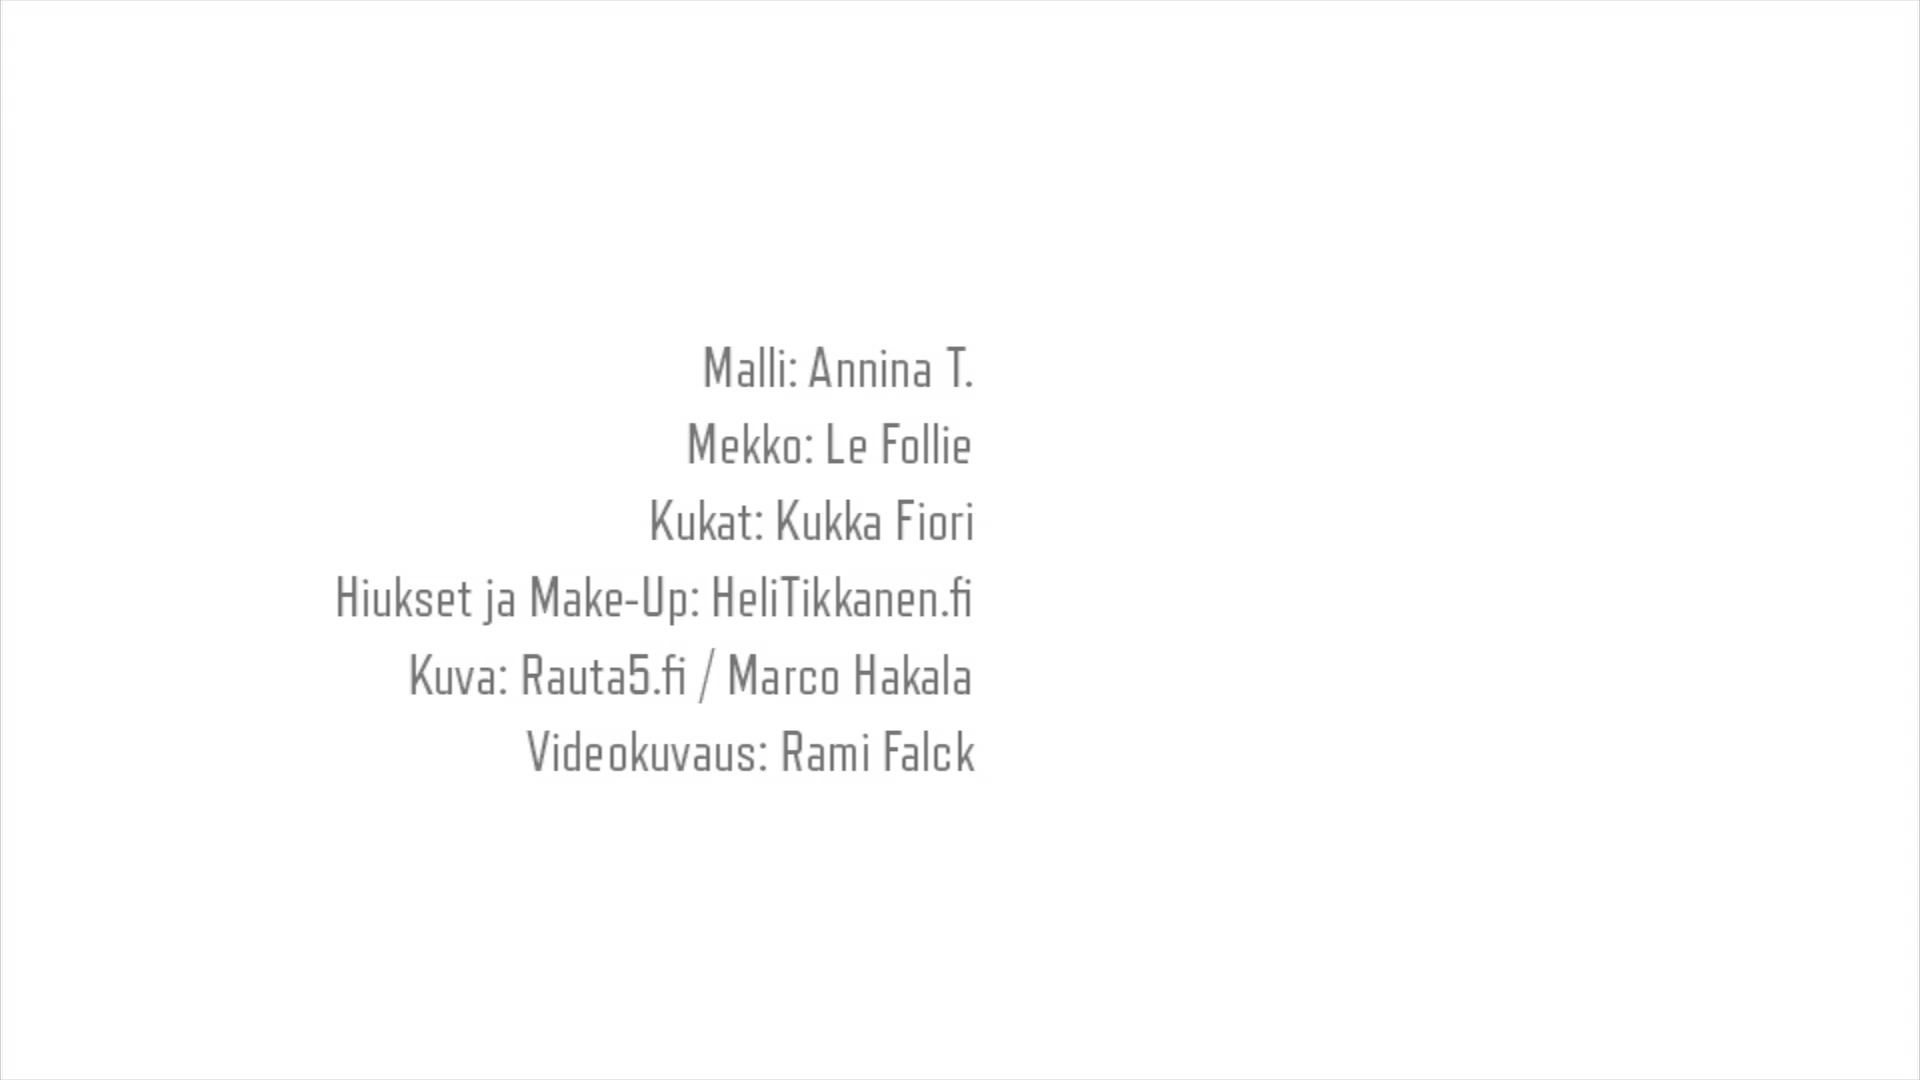 Malli: Annina T.
Mekko: Le Follie
Kukat: Kukka Fiori
Hiukset ja Make-Up: HeliTikkanen.fi
Kuva: Rauta5.fi / Marco Hakala
Videokuvaus: Rami Falck